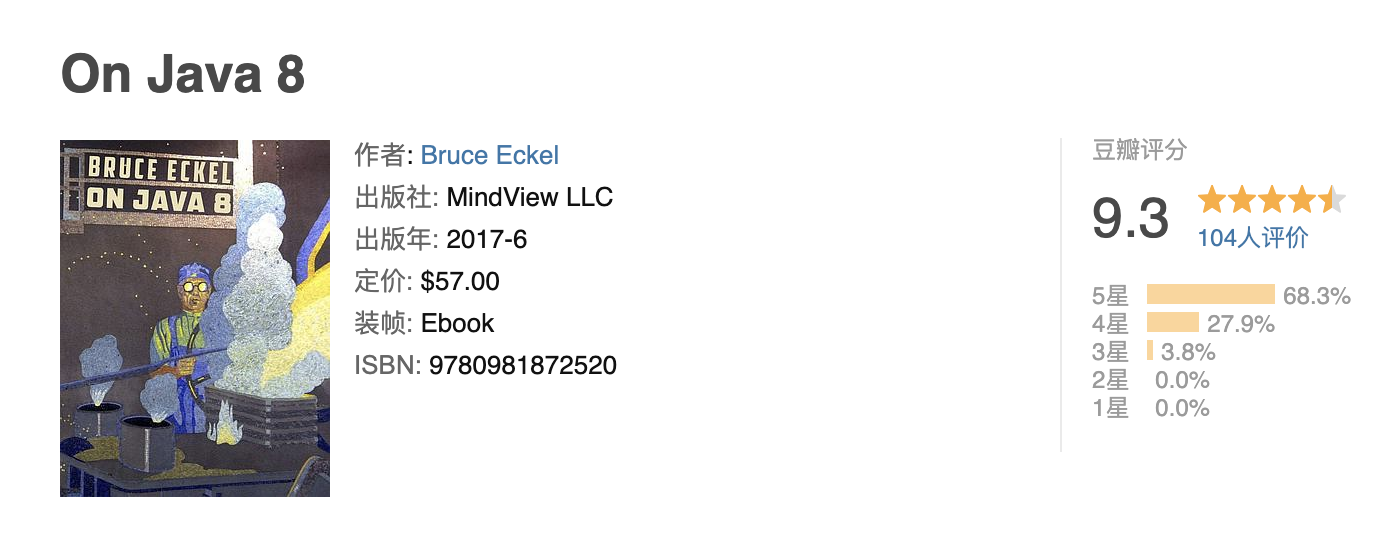 On Java 8
BRUCE ECKEL
ON JAVA 8
作者: Bruce Eckel
出版社: MindView LLC
出版年: 2017-6
定价: $57.00
装帧: Ebook
ISBN: 9780981872520
豆瓣评分
9.3
104人评价
5星 68.3%
4星 27.9%
3星 3.8%
2星 0.0%
1星 0.0%